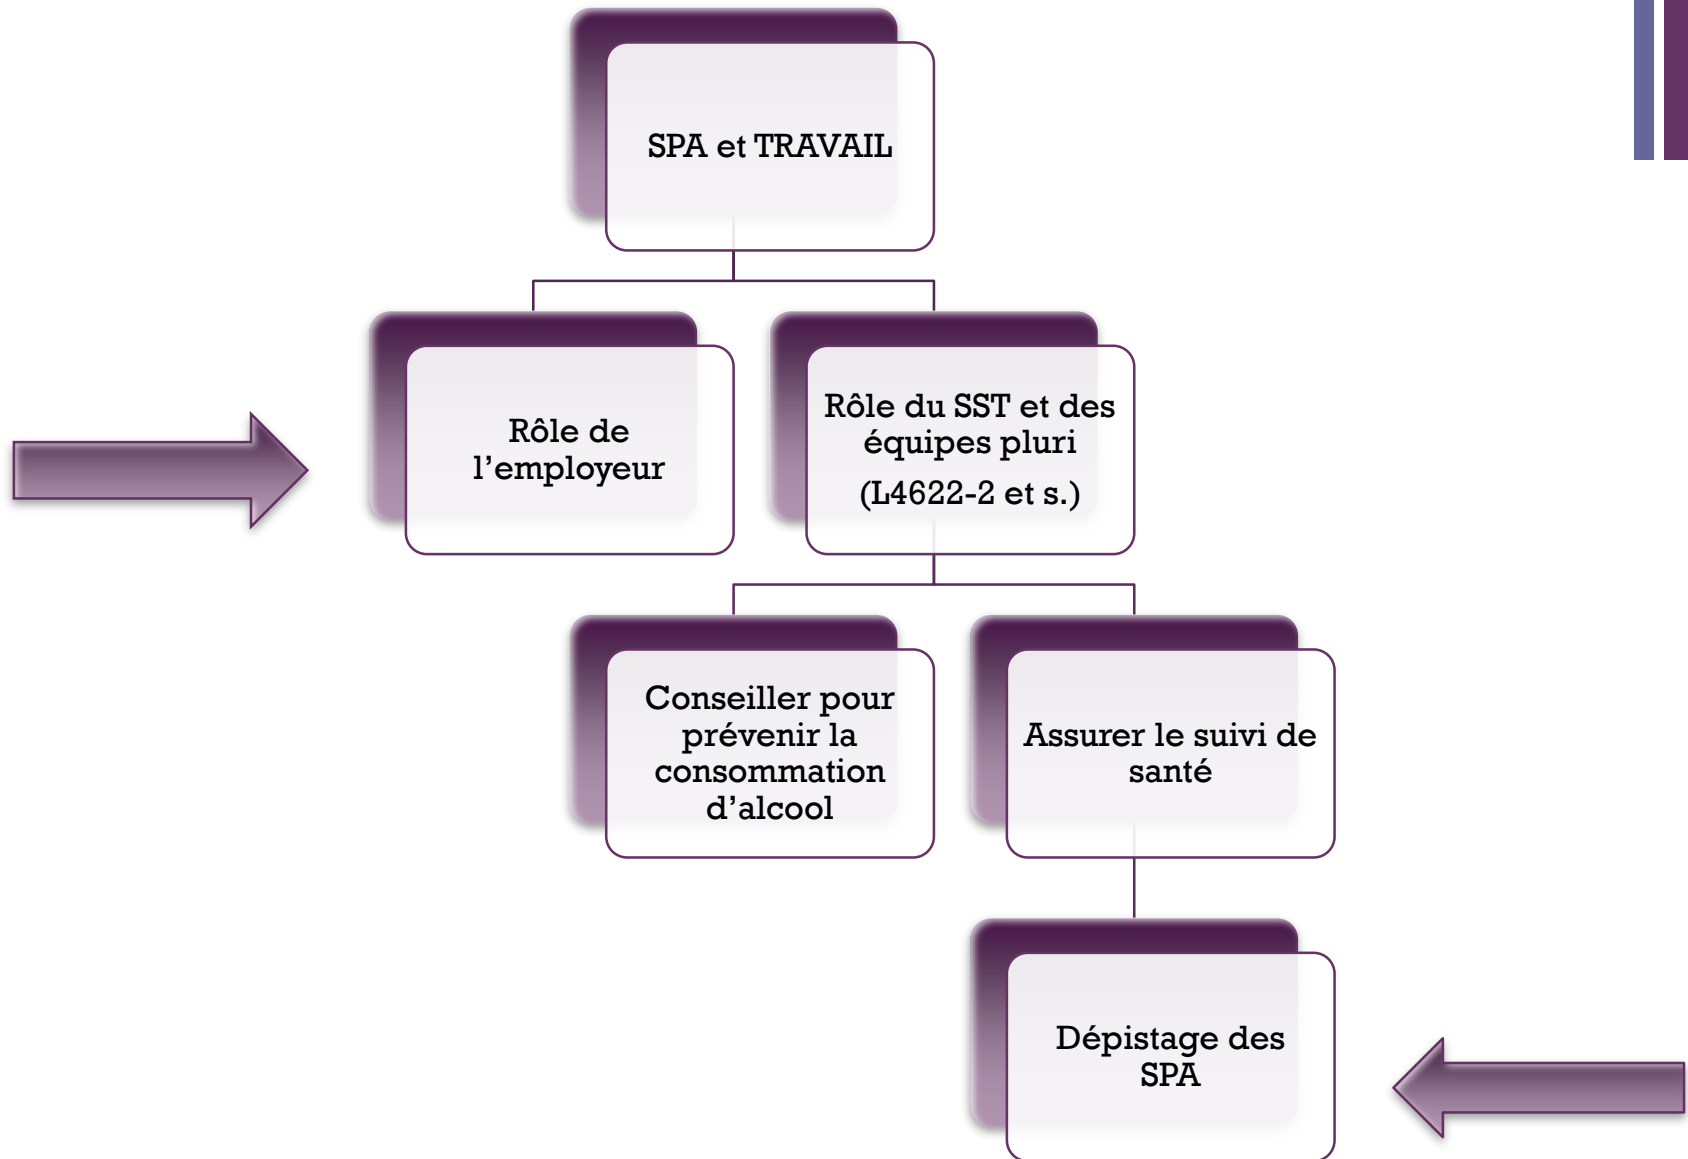 SPA et TRAVAIL
Rôle de
l’employeur
Rôle du SST et des
équipes pluri
(L4622-2 et s.)
Conseiller pour
prévenir la
consommation
d’alcool
Assurer le suivi de
santé
Dépistage des
SPA